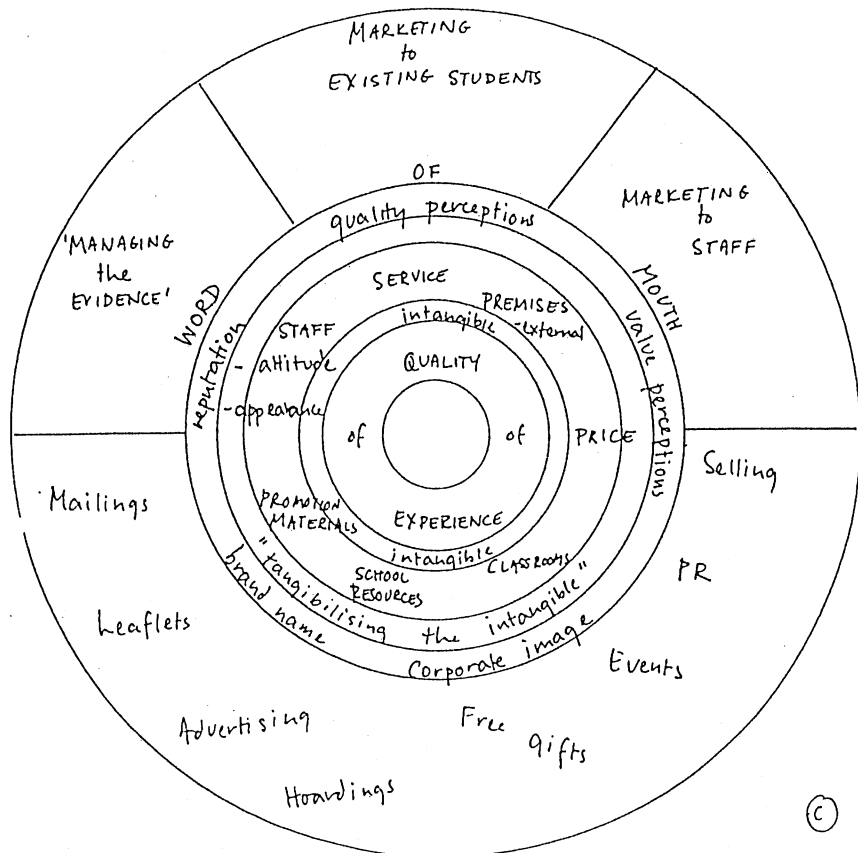 MARKETING
to
EXISTING STUDENTS
'MANAGING
the
EVIDENCE'
MARKETING
to
STAFF
WORD OF MOUTH
quality perceptions
reputation
value perceptions
SERVICE
STAFF
- attitude
- appearance
PREMISES
- external
PRICE
PROMOTION
MATERIALS
SCHOOL
RESOURCES
CLASSROOMS
intangible
QUALITY
of of
EXPERIENCE
intangible
"tangibilising the intangible"
brand name
Corporate image
Mailings
Leaflets
Advertising
Hoardings
Free
gifts
Events
PR
Selling
C